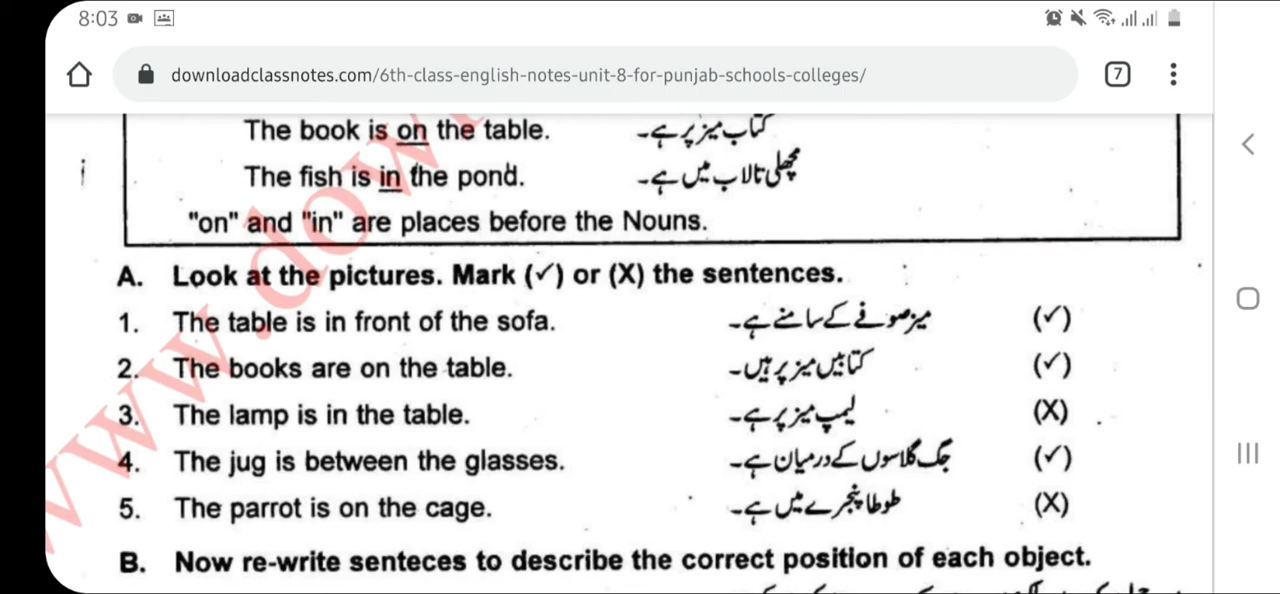 8:03
downloadclassnotes.com/6th-class-english-notes-unit-8-for-punjab-schools-colleges/
7
The book is on the table. کتاب میز پر ہے۔
The fish is in the pond. مچھلی تالاب میں ہے۔
"on" and "in" are places before the Nouns.
A. Look at the pictures. Mark (✓) or (X) the sentences.
1. The table is in front of the sofa. میز صوفے کے سامنے ہے۔ (✓)
2. The books are on the table. کتابیں میز پر ہیں۔ (✓)
3. The lamp is in the table. لیمپ میز پر ہے۔ (X)
4. The jug is between the glasses. جگ گلاسوں کے درمیان ہے۔ (✓)
5. The parrot is on the cage. طوطا پنجرے میں ہے۔ (X)
B. Now re-write senteces to describe the correct position of each object.
www.dow